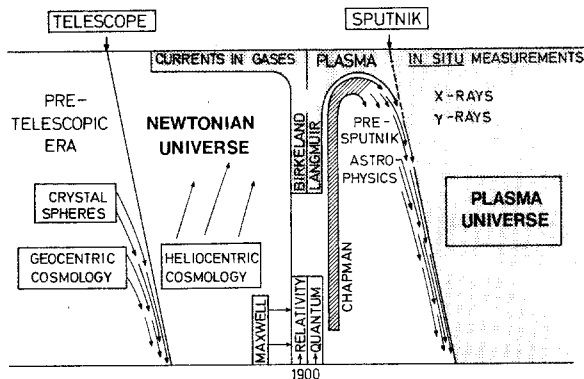 TELESCOPE
SPUTNIK
CURRENTS IN GASES
PLASMA
IN SITU MEASUREMENTS
PRE-
TELESCOPIC
ERA
NEWTONIAN
UNIVERSE
BIRKELAND
LANGMUIR
PRE-
SPUTNIK
ASTRO-
PHYSICS
X-RAYS
γ-RAYS
CRYSTAL
SPHERES
PLASMA
UNIVERSE
GEOCENTRIC
COSMOLOGY
HELIOCENTRIC
COSMOLOGY
CHAPMAN
MAXWELL
RELATIVITY
QUANTUM
1900